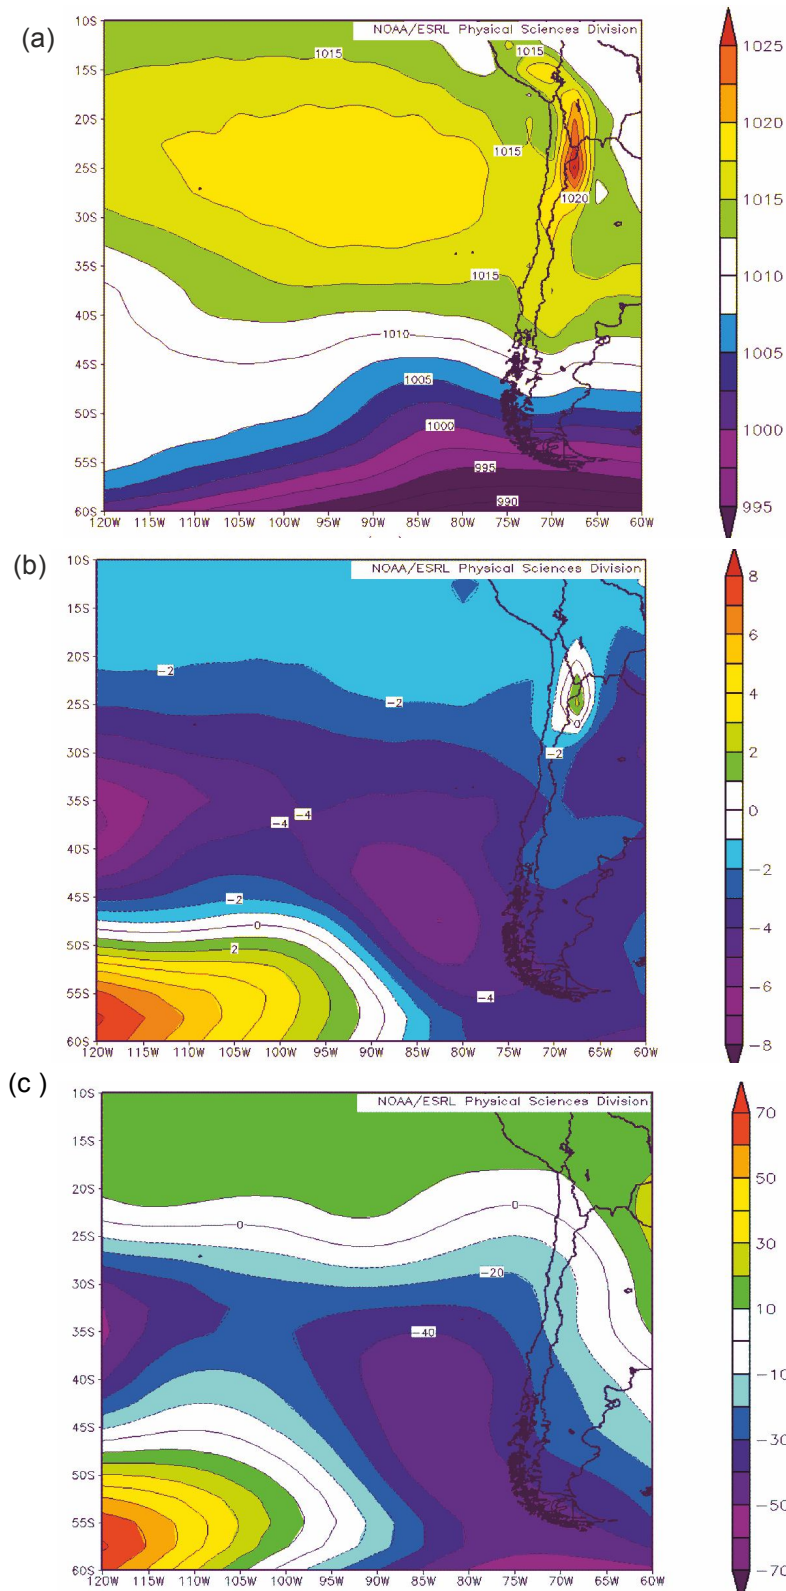 (a)
NOAA/ESRL Physical Sciences Division
10S
15S
20S
25S
30S
35S
40S
45S
50S
55S
60S
1015
1015
1015
1020
1015
1010
1005
1000
995
990
120W 115W 110W 105W 100W 95W 90W 85W 80W 75W 70W 65W 60W
1025
1020
1015
1010
1005
1000
995
(b)
NOAA/ESRL Physical Sciences Division
10S
15S
20S
25S
30S
35S
40S
45S
50S
55S
60S
-2
-2
0
-2
-4
-4
-2
0
2
-4
120W 115W 110W 105W 100W 95W 90W 85W 80W 75W 70W 65W 60W
8
6
4
2
0
-2
-4
-6
-8
(c )
NOAA/ESRL Physical Sciences Division
10S
15S
20S
25S
30S
35S
40S
45S
50S
55S
60S
0
0
-20
-40
120W 115W 110W 105W 100W 95W 90W 85W 80W 75W 70W 65W 60W
70
50
30
10
-10
-30
-50
-70